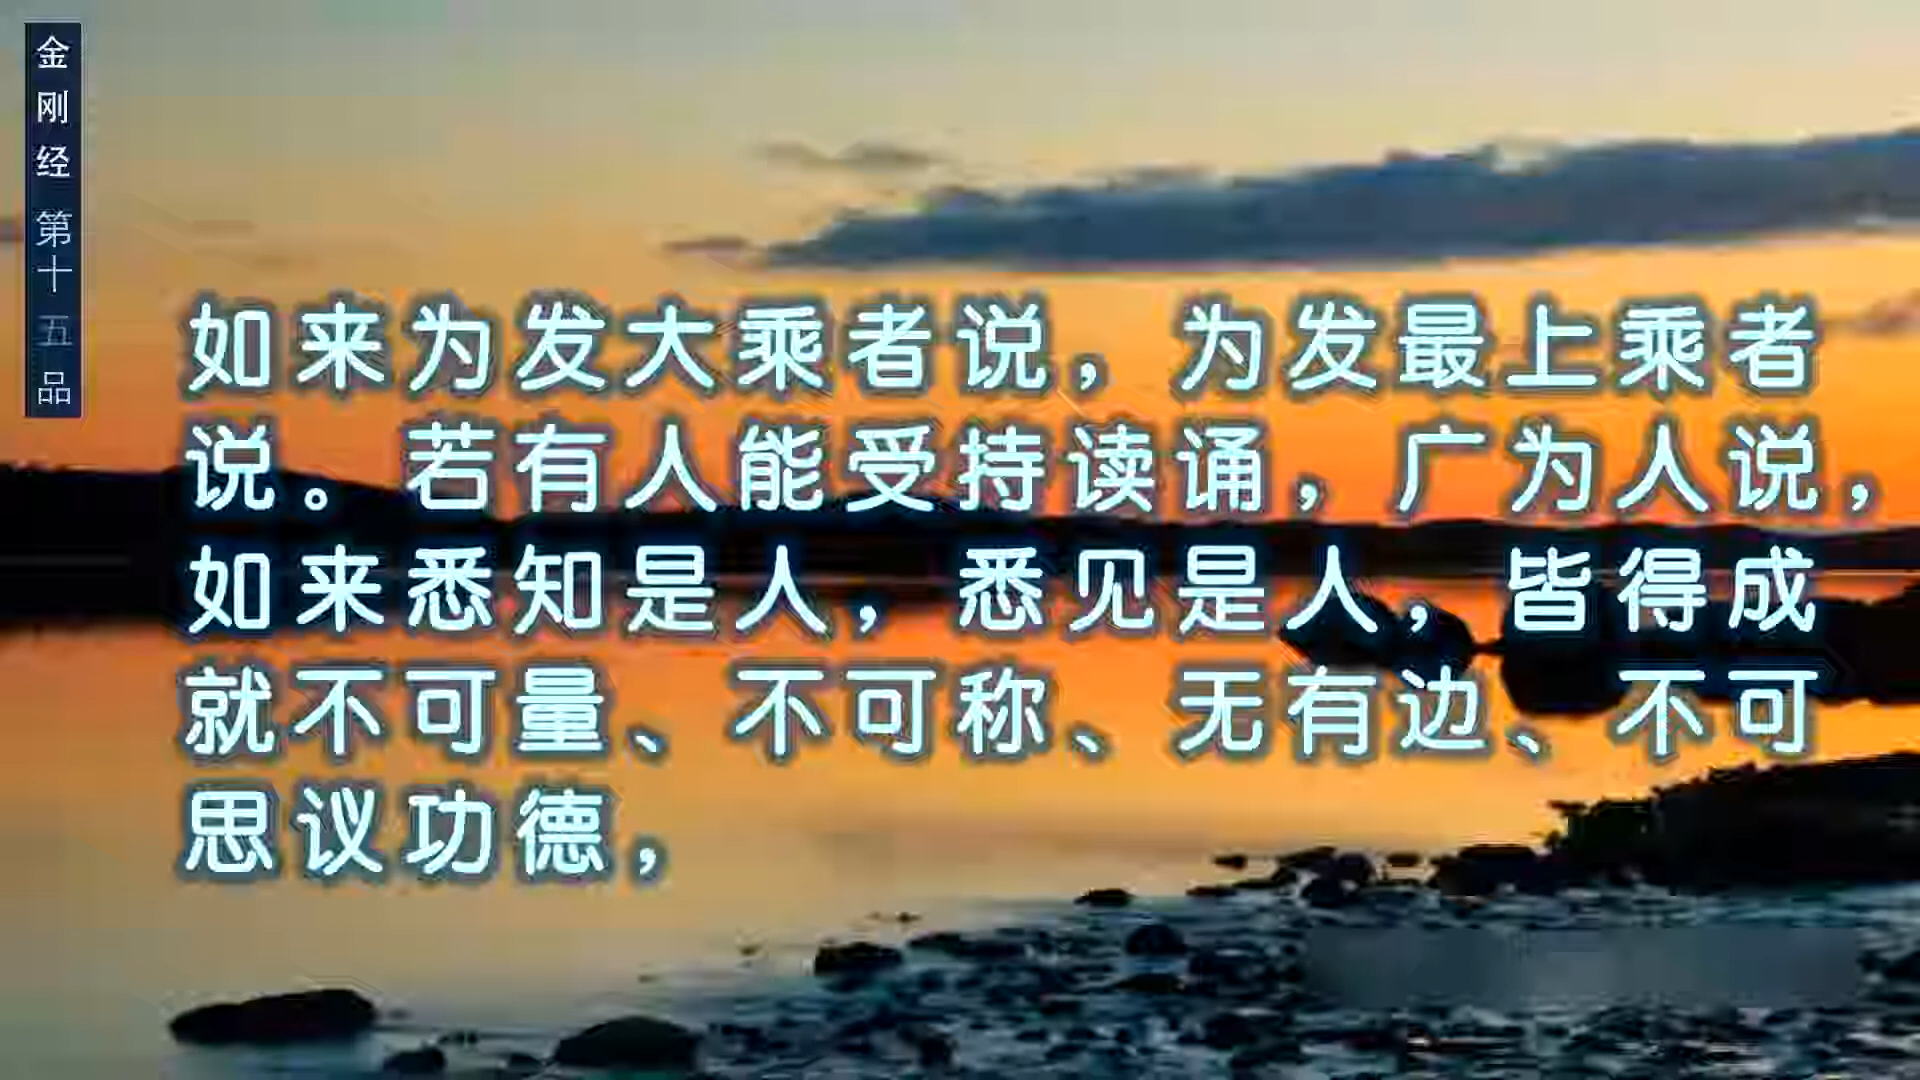 金刚经 第十五品
如来为发大乘者说，为发最上乘者
说。若有人能受持读诵，广为人说，
如来悉知是人，悉见是人，皆得成
就不可量、不可称、无有边、不可
思议功德，